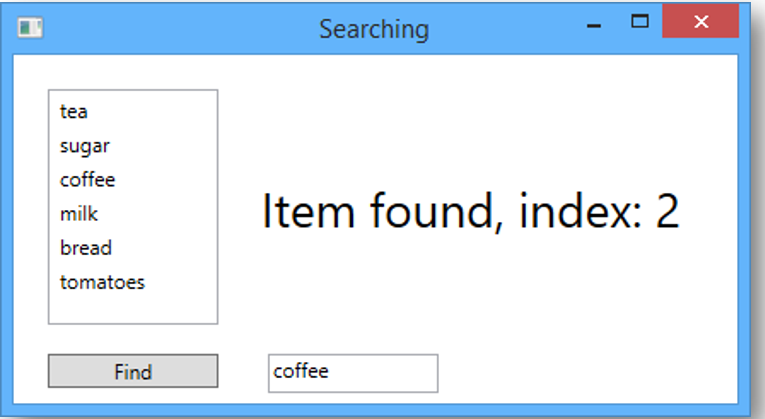 Searching
tea
sugar
coffee
milk
bread
tomatoes
Item found, index: 2
Find
coffee